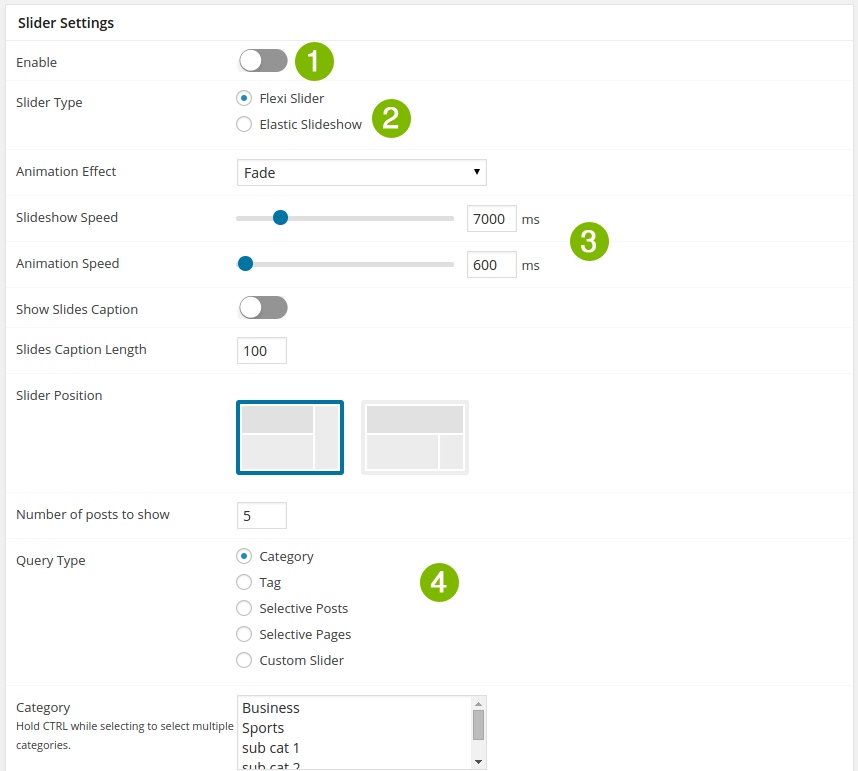 Slider Settings
Enable
1
Slider Type
Flexi Slider
Elastic Slideshow
2
Animation Effect
Fade
Slideshow Speed
7000 ms
3
Animation Speed
600 ms
Show Slides Caption
Slides Caption Length
100
Slider Position
Number of posts to show
5
Query Type
Category
Tag
4
Selective Posts
Selective Pages
Custom Slider
Category
Hold CTRL while selecting to select multiple
categories.
Business
Sports
sub cat 1
sub cat 2